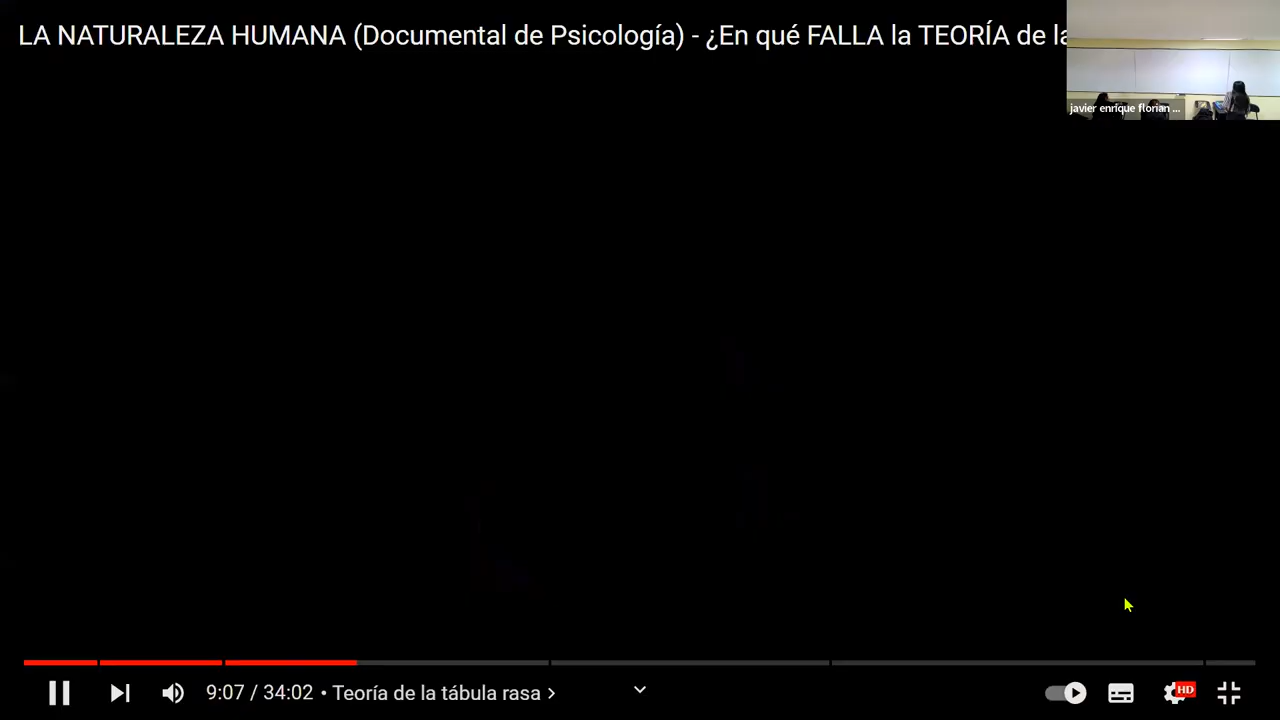 LA NATURALEZA HUMANA (Documental de Psicología) - ¿En qué FALLA la TEORÍA de la
javier enrique florian ...
9:07 / 34:02 • Teoría de la tábula rasa >
HD